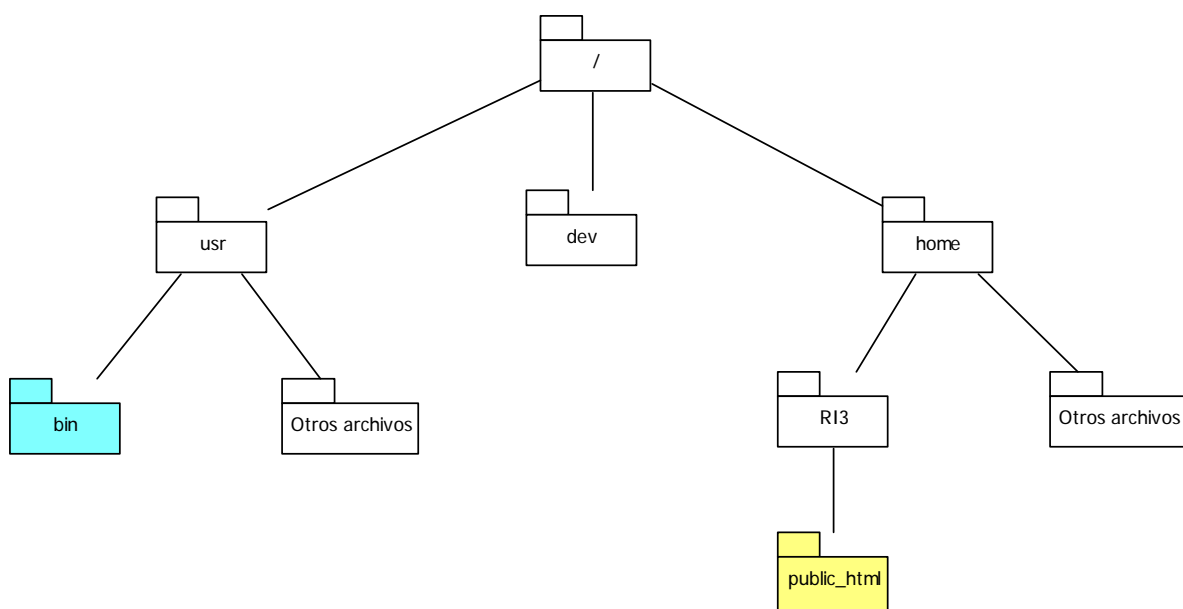 /
usr
dev
home
bin
Otros archivos
RI3
Otros archivos
public_html